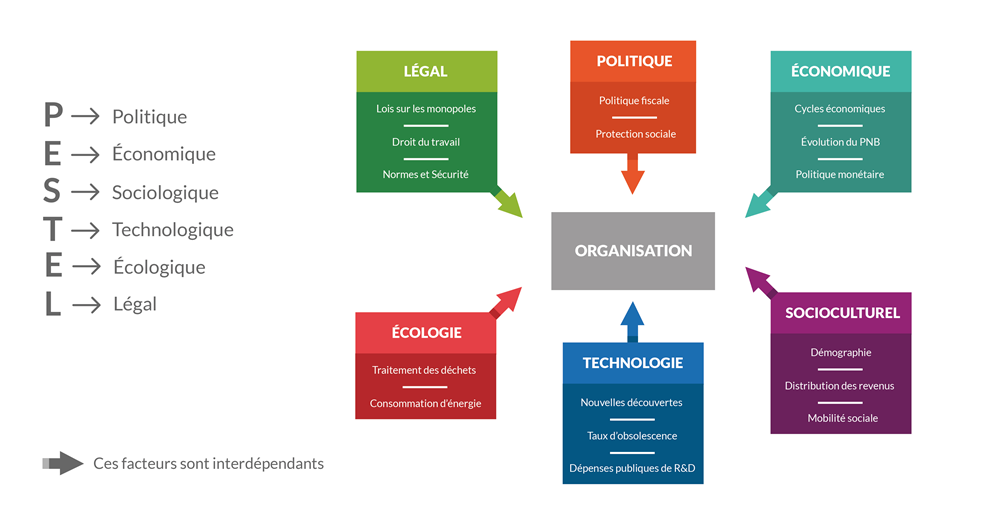 P → Politique
E → Économique
S → Sociologique
T → Technologique
E → Écologique
L → Légal
Ces facteurs sont interdépendants
LÉGAL
Lois sur les monopoles
Droit du travail
Normes et Sécurité
POLITIQUE
Politique fiscale
Protection sociale
ÉCONOMIQUE
Cycles économiques
Évolution du PNB
Politique monétaire
ORGANISATION
ÉCOLOGIE
Traitement des déchets
Consommation d'énergie
TECHNOLOGIE
Nouvelles découvertes
Taux d'obsolescence
Dépenses publiques de R&D
SOCIOCULTUREL
Démographie
Distribution des revenus
Mobilité sociale